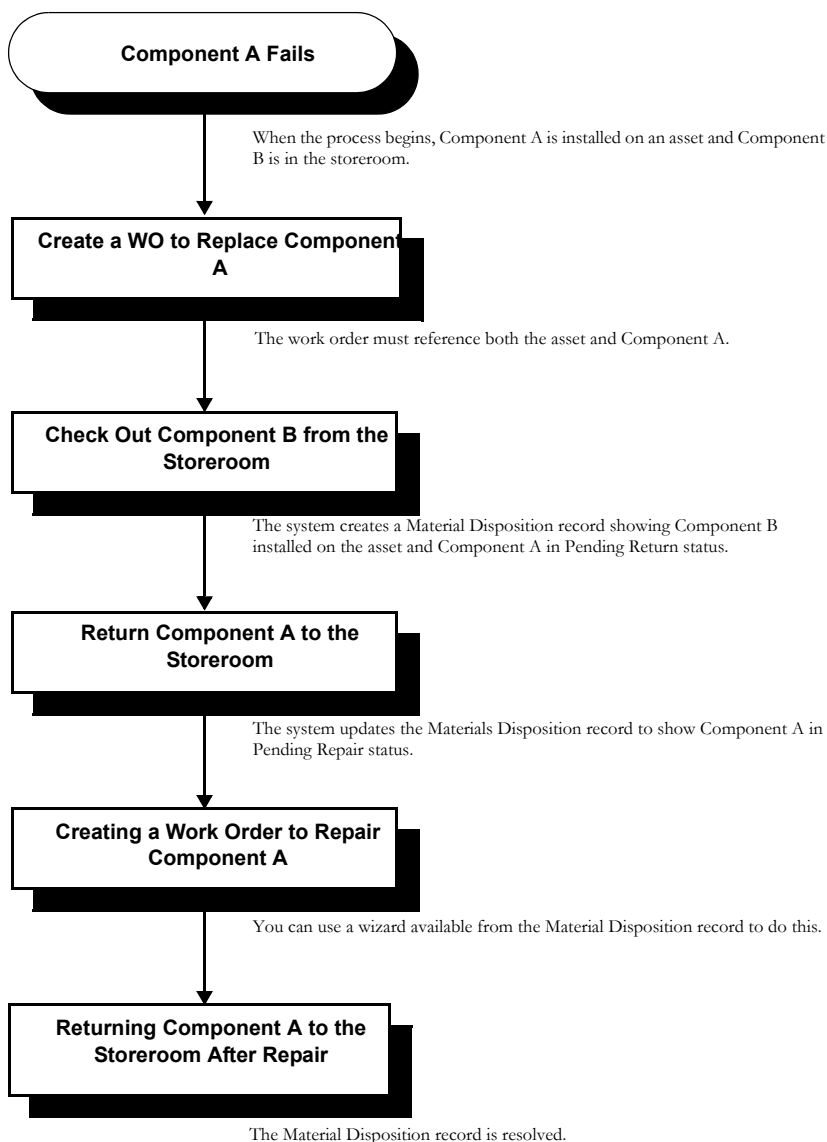 Component A Fails
When the process begins, Component A is installed on an asset and Component
B is in the storeroom.
Create a WO to Replace Component
A
The work order must reference both the asset and Component A.
Check Out Component B from the
Storeroom
The system creates a Material Disposition record showing Component B
installed on the asset and Component A in Pending Return status.
Return Component A to the
Storeroom
The system updates the Materials Disposition record to show Component A in
Pending Repair status.
Creating a Work Order to Repair
Component A
You can use a wizard available from the Material Disposition record to do this.
Returning Component A to the
Storeroom After Repair
The Material Disposition record is resolved.